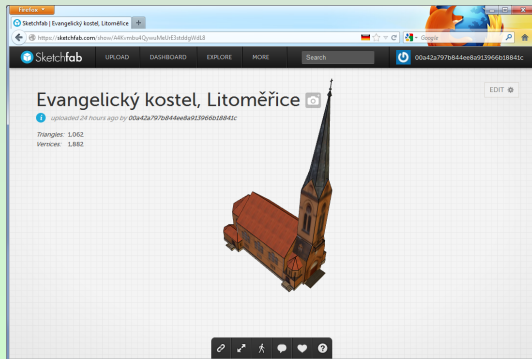 Firefox
Sketchfab | Evangelický kostel, Litoměřice
https://sketchfab.com/show/
Google
Sketchfab
UPLOAD
DASHBOARD
EXPLORE
MORE
Search
00a42a797b844ee8a913966b18841c
Evangelický kostel, Litoměřice
EDIT
i uploaded 24 hours ago by 00a42a797b844ee8a913966b18841c
Triangles: 1,062
Vertices: 1,882